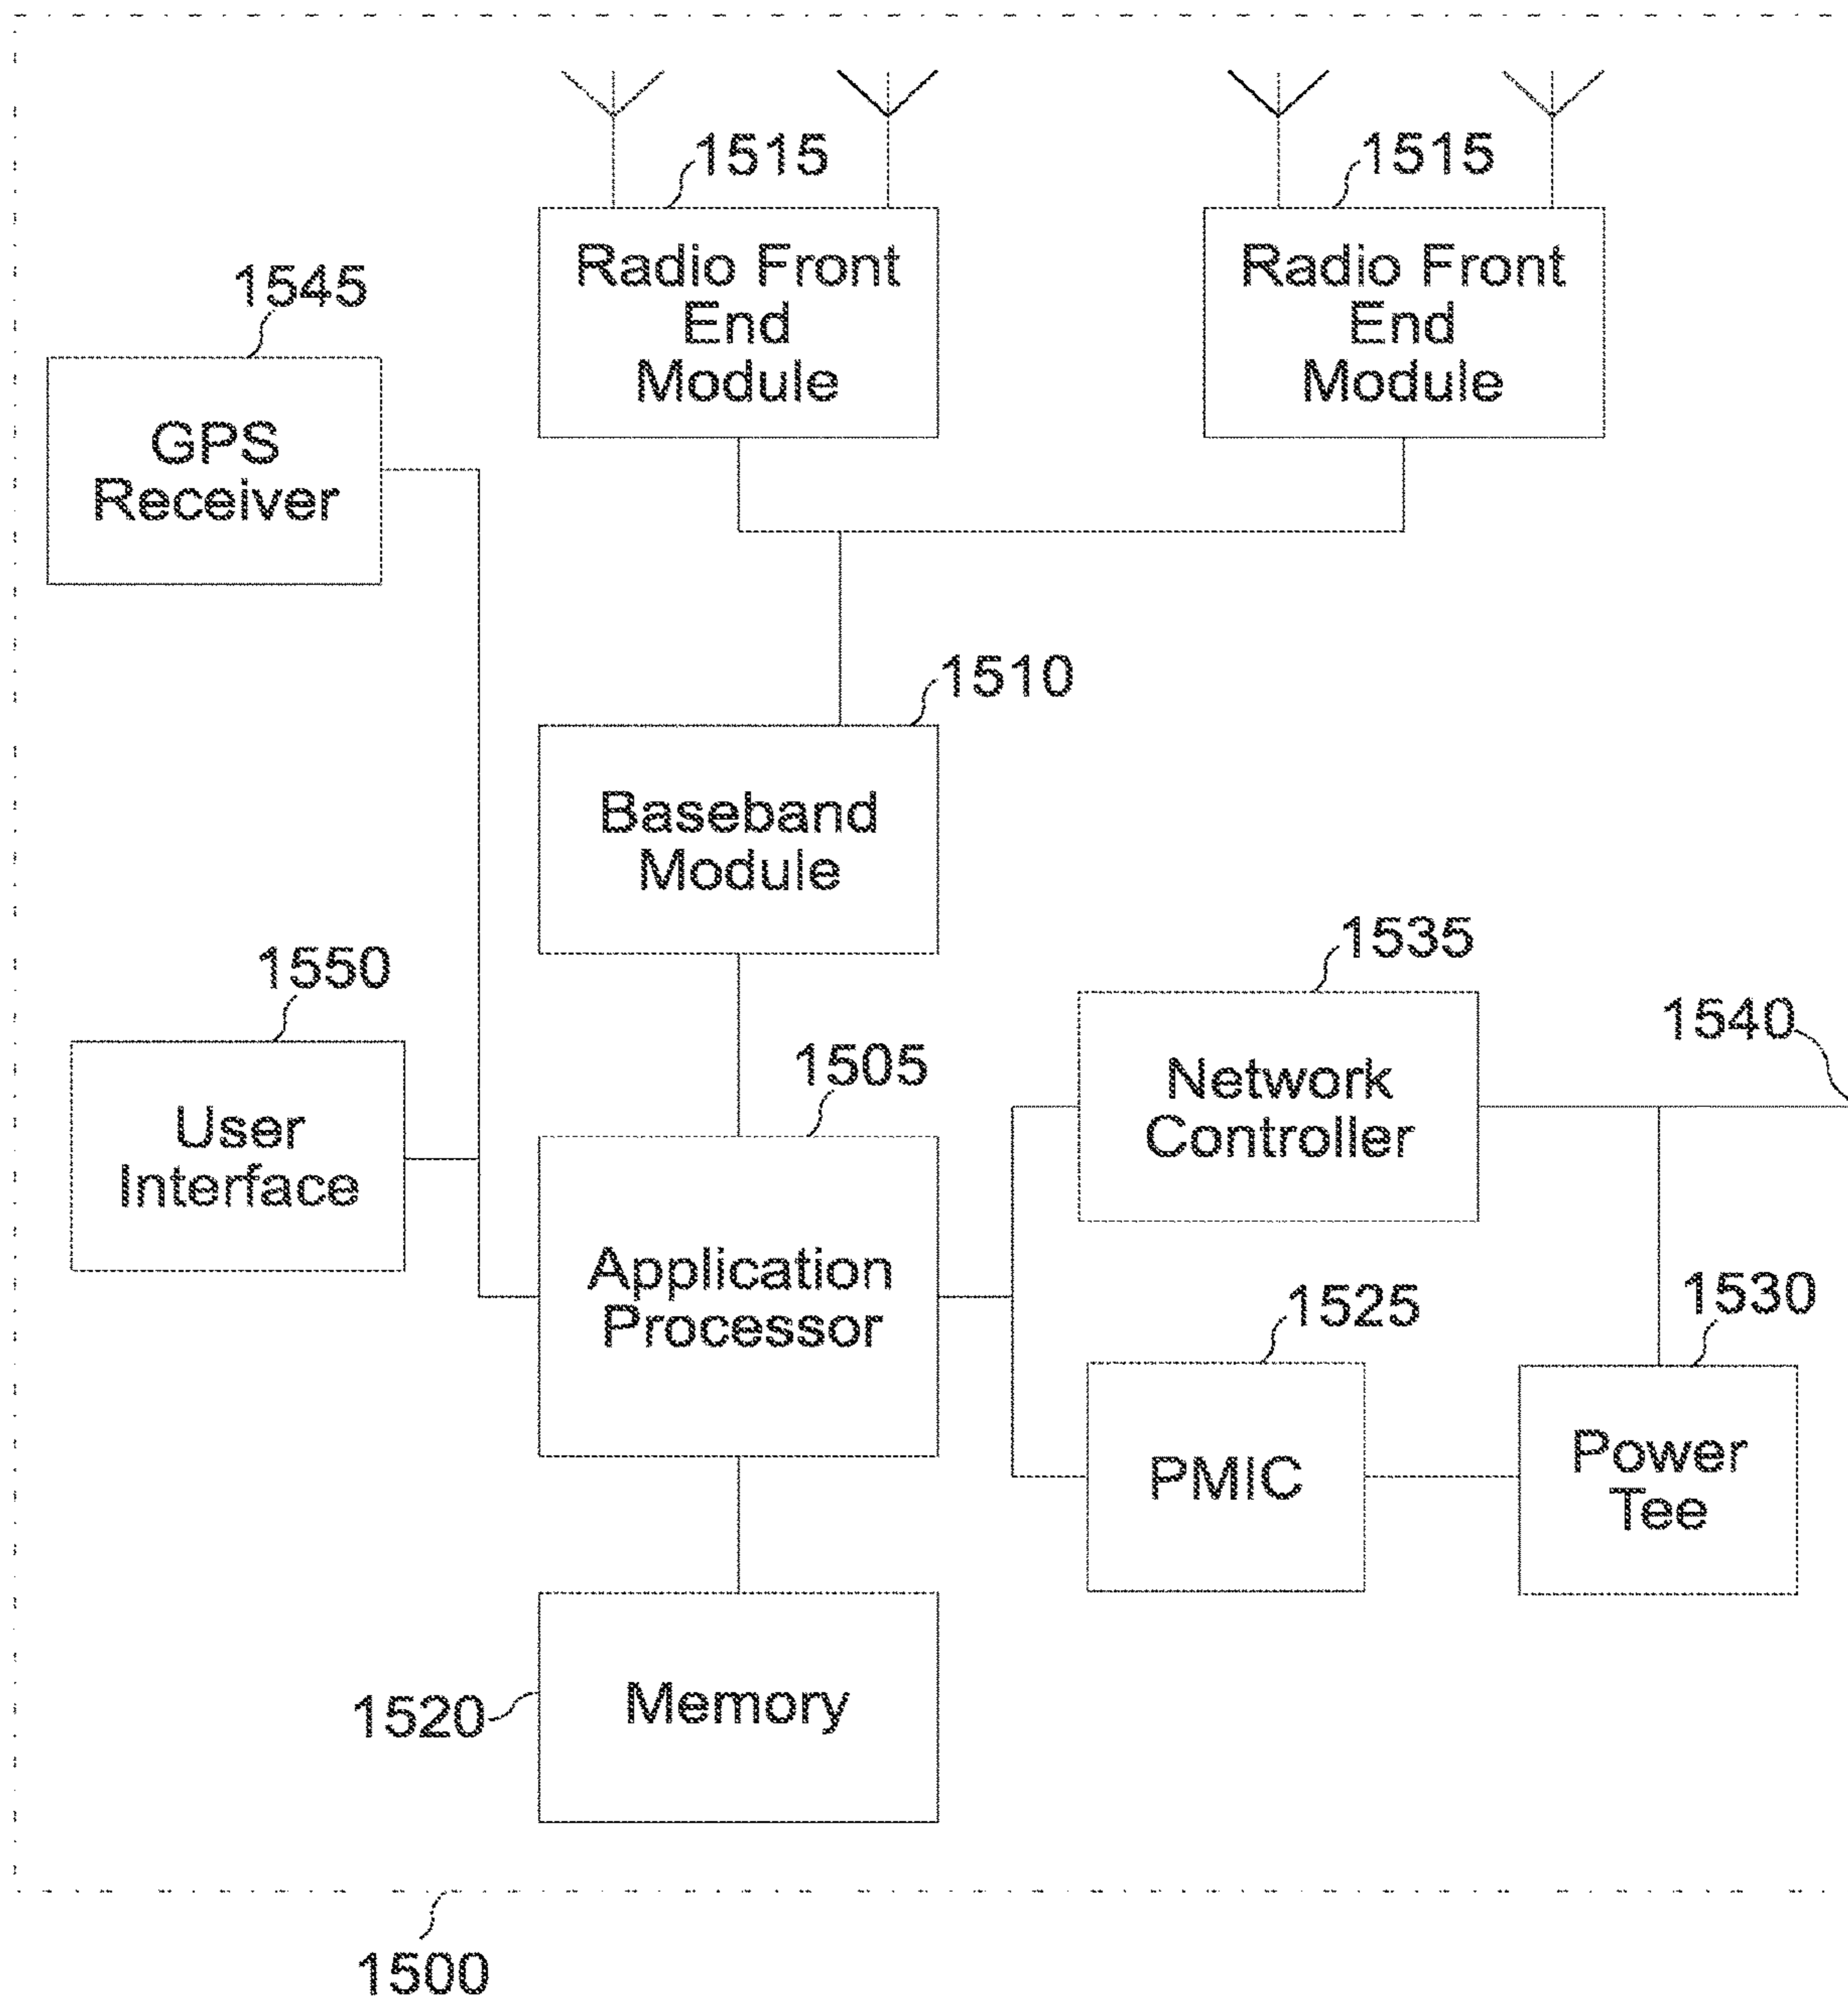 1515
1515
Radio Front
End
Module
Radio Front
End
Module
1545
GPS
Receiver
1510
Baseband
Module
1535
1550
1540
1505
Network
Controller
User
Interface
Application
Processor
1525
1530
PMIC
Power
Tee
1520
Memory
1500